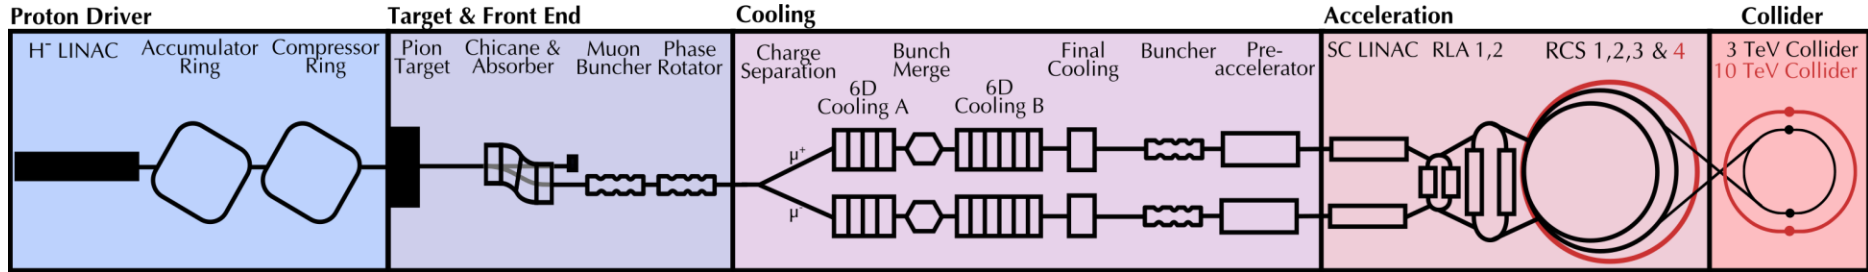 Proton Driver
Target & Front End
Cooling
Acceleration
Collider
H⁻ LINAC
Accumulator
Ring
Compressor
Ring
Pion
Target
Chicane &
Absorber
Muon
Buncher
Phase
Rotator
Charge
Separation
6D
Cooling A
Bunch
Merge
6D
Cooling B
Final
Cooling
Buncher
Pre-
accelerator
SC LINAC
RLA 1,2
RCS 1,2,3 & 4
3 TeV Collider
10 TeV Collider
μ⁺
μ⁻